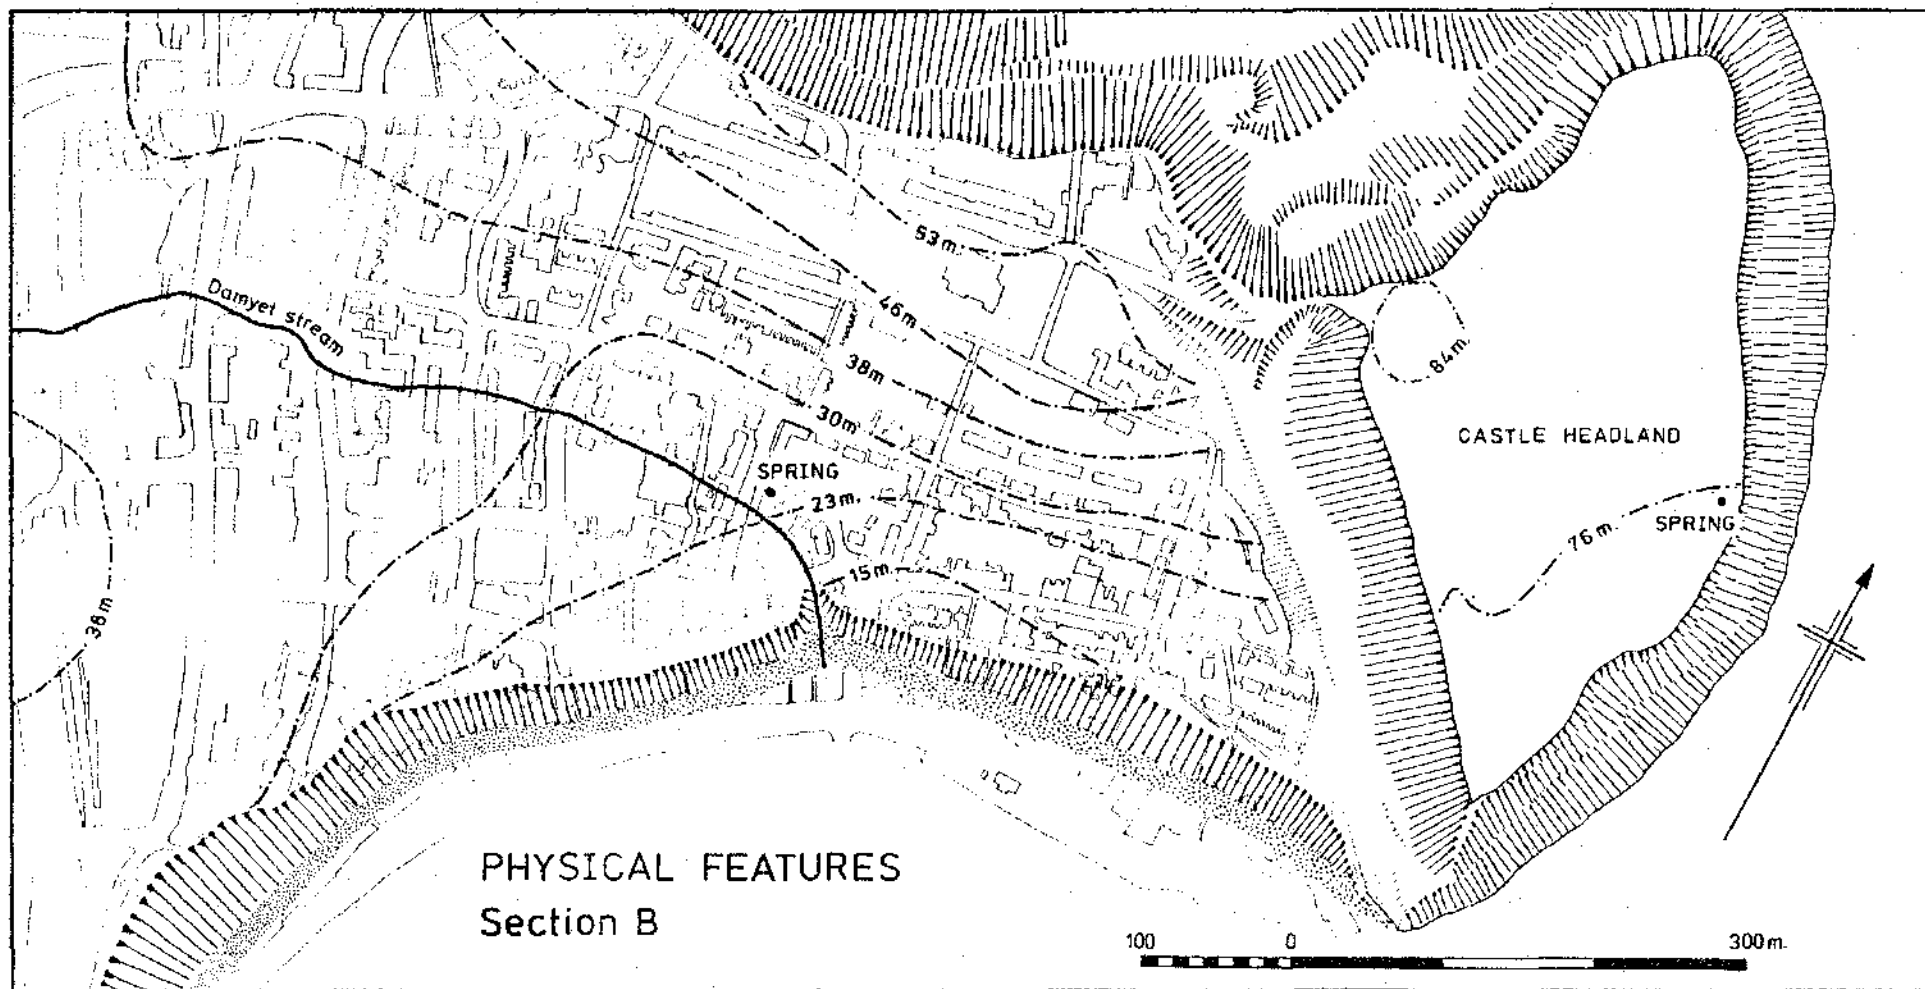 53m.
Damyet stream
46m
84m.
38m
30m
CASTLE HEADLAND
SPRING
23m.
SPRING
76m.
15m.
38m
PHYSICAL FEATURES
Section B
100 0 300m.